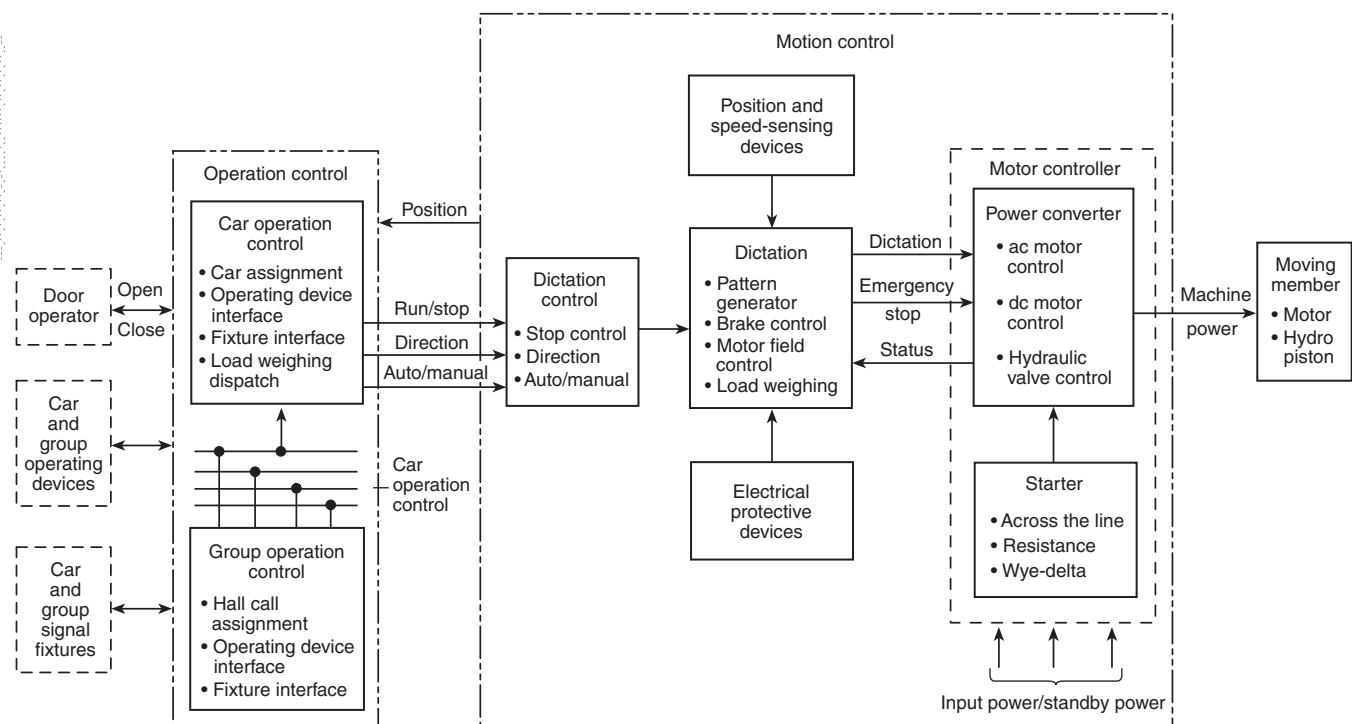 Motion control
Position and
speed-sensing
devices
Operation control
Motor controller
Car operation
control
• Car assignment
• Operating device
interface
• Fixture interface
• Load weighing
dispatch
Position
Door
operator
Open
Close
Run/stop
Direction
Auto/manual
Dictation
control
• Stop control
• Direction
• Auto/manual
Dictation
• Pattern
generator
• Brake control
• Motor field
control
• Load weighing
Dictation
Emergency
stop
Status
Power converter
• ac motor
control
• dc motor
control
• Hydraulic
valve control
Machine
power
Moving
member
• Motor
• Hydro
piston
Car
and
group
operating
devices
Car
operation
control
Electrical
protective
devices
Starter
• Across the line
• Resistance
• Wye-delta
Car
and
group
signal
fixtures
Group operation
control
• Hall call
assignment
• Operating device
interface
• Fixture interface
Input power/standby power